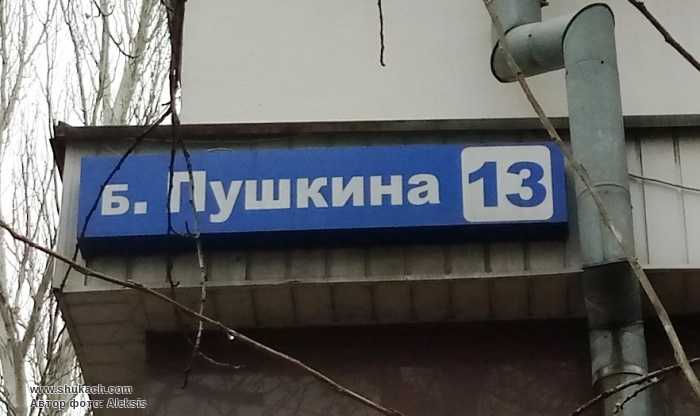 Б. Пушкина 13
www.shukach.com
Автор фото: Aleksis